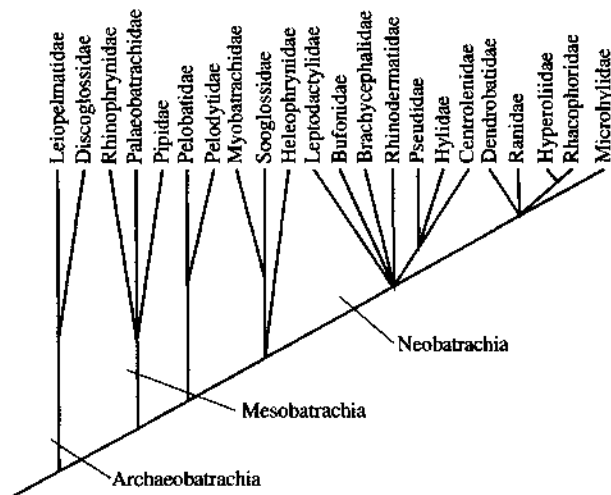 Leiopelmatidae
Discoglossidae
Rhinophrynidae
Palaeobatrachidae
Pipidae
Pelobatidae
Pelodytidae
Myobatrachidae
Sooglossidae
Heleophrynidae
Leptodactylidae
Bufonidae
Brachycephalidae
Rhinodermatidae
Pseudidae
Hylidae
Centrolenidae
Dendrobatidae
Ranidae
Hyperoliidae
Rhacophoridae
Microhylidae
Neobatrachia
Mesobatrachia
Archaeobatrachia